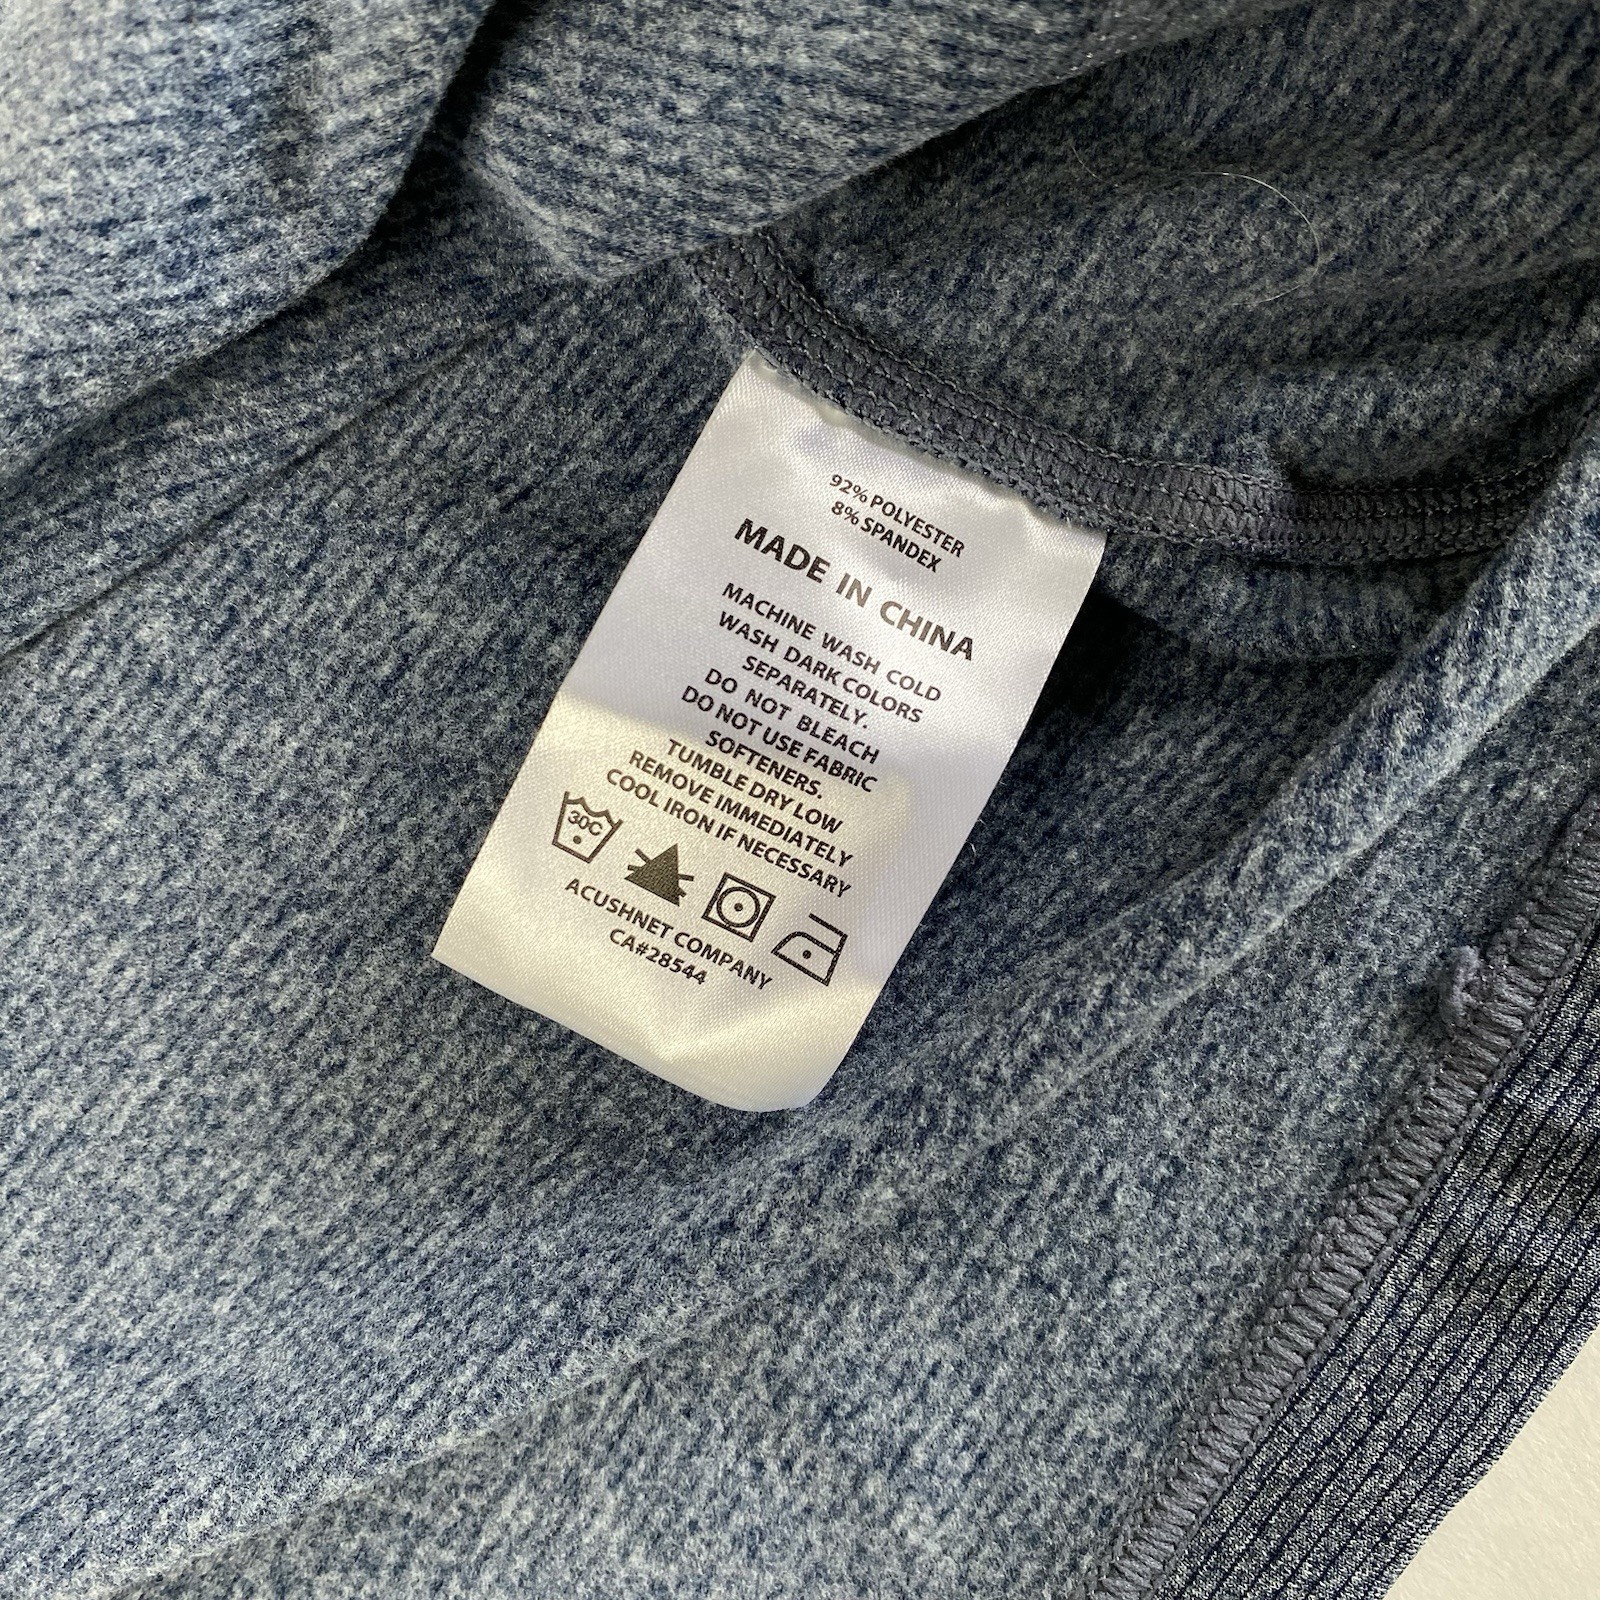 92% POLYESTER
8% SPANDEX
MADE IN CHINA
MACHINE WASH COLD
WASH DARK COLORS
SEPARATELY.
DO NOT BLEACH
DO NOT USE FABRIC
SOFTENERS.
TUMBLE DRY LOW
REMOVE IMMEDIATELY
COOL IRON IF NECESSARY
30C
ACUSHNET COMPANY
CA#28544